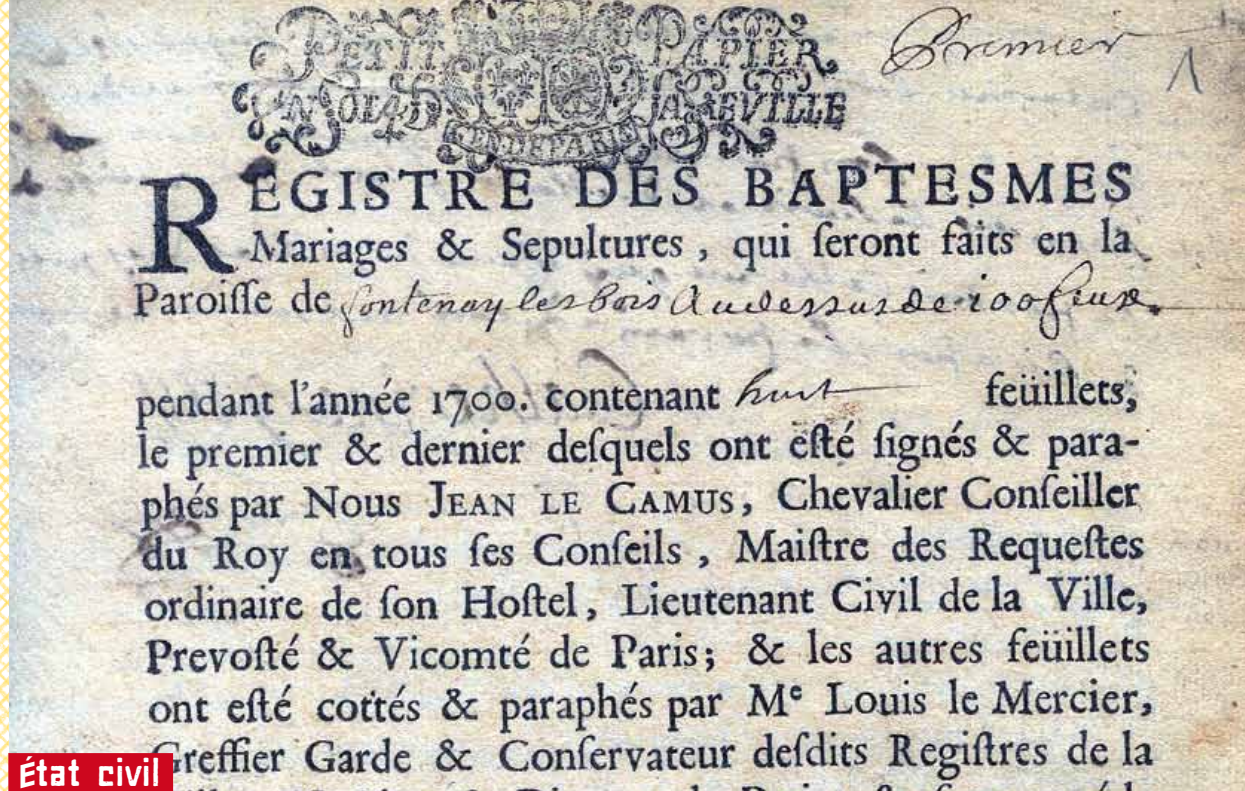 PETIT PAPIER
GEN DE PARIS
Premier
1
REGISTRE DES BAPTESMES
Mariages & Sepultures, qui ſeront faits en la
Paroiſſe de fontenay les bois Audessus de 100 feux.
pendant l'année 1700. contenant huit feüillets,
le premier & dernier deſquels ont eſté ſignés & para-
phés par Nous JEAN LE CAMUS, Chevalier Conſeiller
du Roy en tous ſes Conſeils, Maiſtre des Requeſtes
ordinaire de ſon Hoſtel, Lieutenant Civil de la Ville,
Prevoſté & Vicomté de Paris; & les autres feüillets
ont eſté cottés & paraphés par Me Louis le Mercier,
Greffier Garde & Conſervateur deſdits Regiſtres de la
État civil